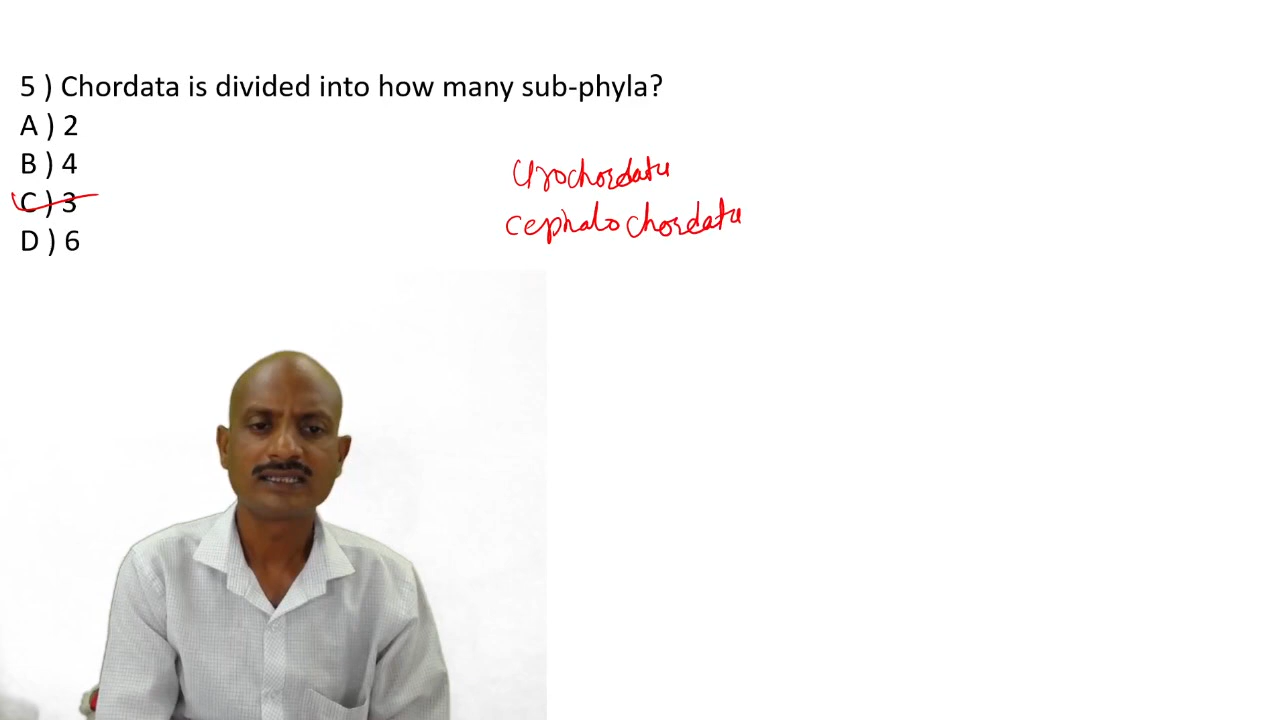 5 ) Chordata is divided into how many sub-phyla?
A ) 2
B ) 4
C ) 3
D ) 6
Urochordata
Cephalochordata